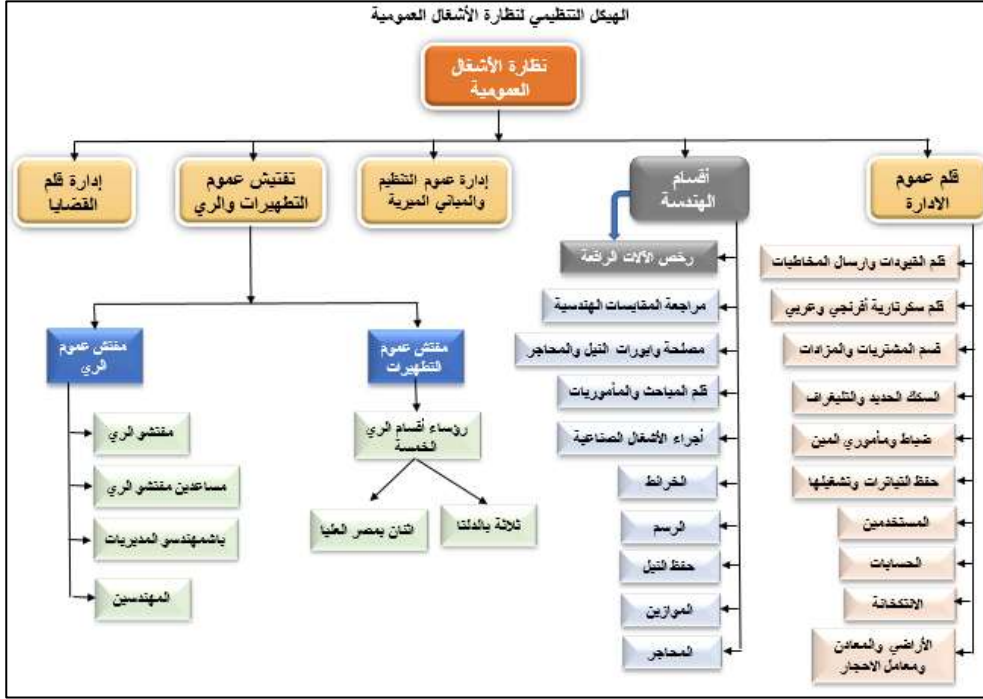 الهيكل التنظيمي لنظارة الأشغال العمومية
نظارة الأشغال
العمومية
قلم عموم
الادارة
أقسام
الهندسة
إدارة عموم التنظيم
والمباني الميرية
تفتيش عموم
التطهيرات والري
إدارة قلم
القضايا
قلم القيودات وارسال المخاطبات
قلم سكرتارية أفرنجي وعربي
قسم المشتريات والمزادات
السكك الحديد والتليغراف
ضباط ومأموري المين
حفظ التياترات وتشغيلها
المستخدمين
الحسابات
الانتكخانة
الأراضي والمعادن
ومعامل الاحجار
رخص الآلات الرافعة
مراجعة المقايسات الهندسية
مصلحة وابورات النيل والمحاجر
قلم المباحث والمأموريات
أجراء الأشغال الصناعية
الخرائط
الرسم
حفظ النيل
الموازين
المحاجر
مفتش عموم
التطهيرات
رؤساء أقسام الري
الخمسة
ثلاثة بالدلتا
اثنان بمصر العليا
مفتش عموم
الري
مفتشو الري
مساعدين مفتشو الري
باشمهندسو المديريات
المهندسين